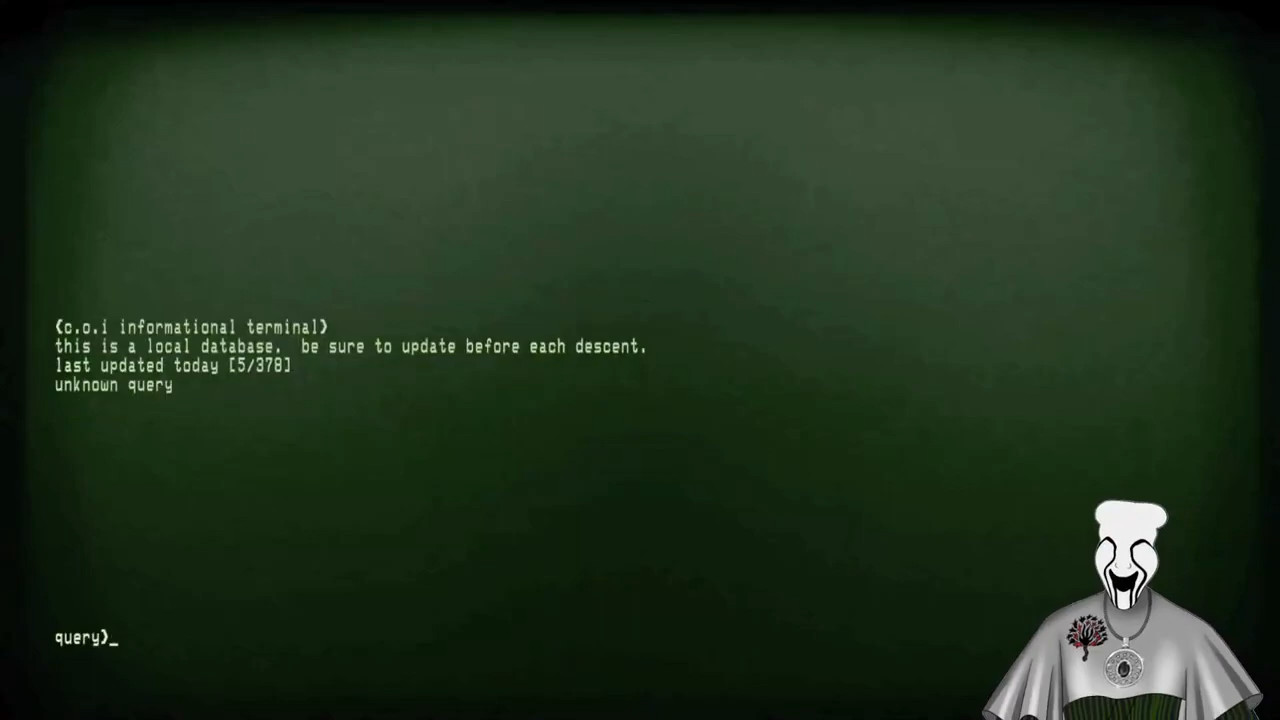 {c.o.i informational terminal}
this is a local database.  be sure to update before each descent.
last updated today [5/378]
unknown query
query}_